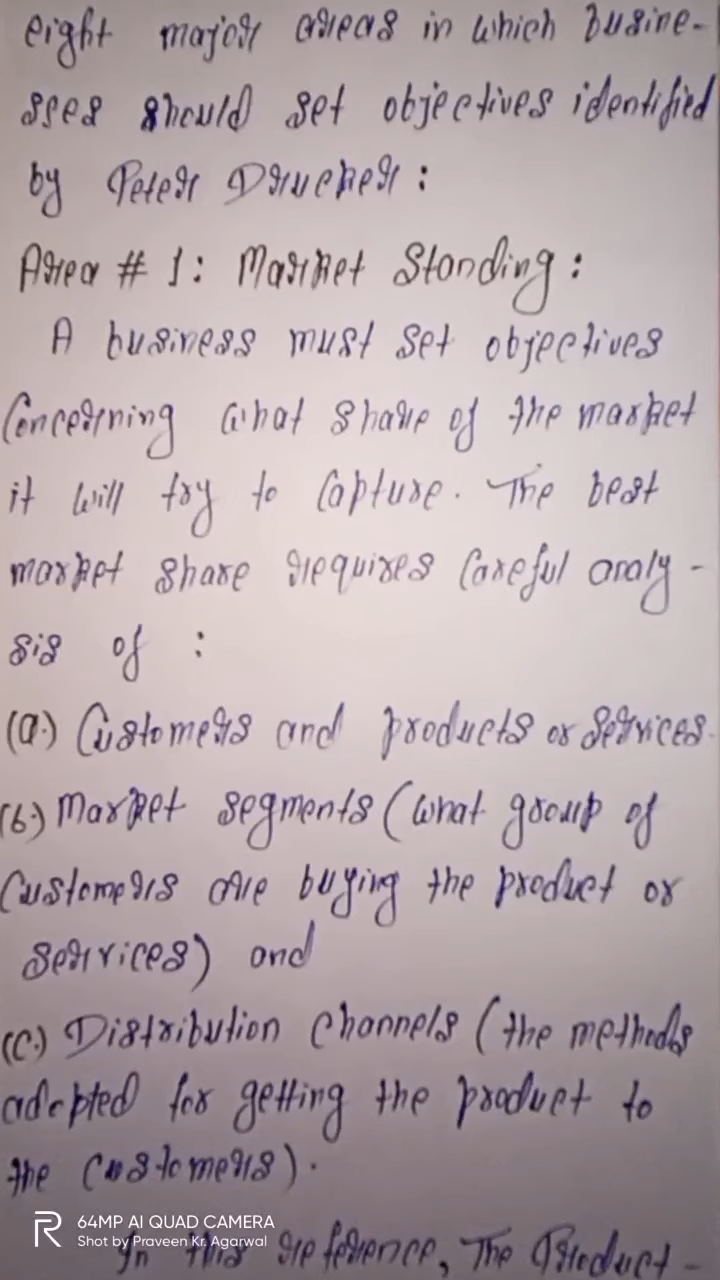 eight major areas in which busine-
sses should set objectives identified
by Peter Drucker :
Area # 1: Market Standing :
A business must set objectives
Concerning what share of the market
it will try to Capture. The best
market share requires Careful analy-
sis of :
(a.) Customers and products or services.
(b.) Market segments (what group of
Customers are buying the product or
services) and
(C.) Distribution Channels (the methods
adopted for getting the product to
the Customers).
In this reference, The Product-
R
64MP AI QUAD CAMERA
Shot by Praveen Kr. Agarwal